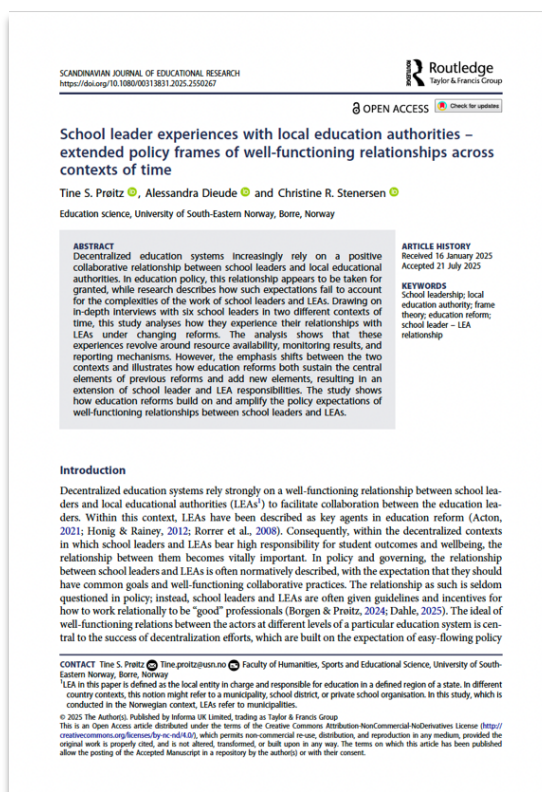 SCANDINAVIAN JOURNAL OF EDUCATIONAL RESEARCH
https://doi.org/10.1080/00313831.2025.2550267
ROUTLEDGE
Routledge
Taylor & Francis Group
OPEN ACCESS
Check for updates
School leader experiences with local education authorities –
extended policy frames of well-functioning relationships across
contexts of time
Tine S. Prøitz, Alessandra Dieude and Christine R. Stenersen
Education science, University of South-Eastern Norway, Borre, Norway
ABSTRACT
Decentralized education systems increasingly rely on a positive
collaborative relationship between school leaders and local educational
authorities. In education policy, this relationship appears to be taken for
granted, while research describes how such expectations fail to account
for the complexities of the work of school leaders and LEAs. Drawing on
in-depth interviews with six school leaders in two different contexts of
time, this study analyses how they experience their relationships with
LEAs under changing reforms. The analysis shows that these
experiences revolve around resource availability, monitoring results, and
reporting mechanisms. However, the emphasis shifts between the two
contexts and illustrates how education reforms both sustain the central
elements of previous reforms and add new elements, resulting in an
extension of school leader and LEA responsibilities. The study shows
how education reforms build on and amplify the policy expectations of
well-functioning relationships between school leaders and LEAs.
ARTICLE HISTORY
Received 16 January 2025
Accepted 21 July 2025
KEYWORDS
School leadership; local
education authority; frame
theory; education reform;
school leader – LEA
relationship
Introduction
Decentralized education systems rely strongly on a well-functioning relationship between school lea-
ders and local educational authorities (LEAs1) to facilitate collaboration between the education lea-
ders. Within this context, LEAs have been described as key agents in education reform (Acton,
2021; Honig & Rainey, 2012; Rorrer et al., 2008). Consequently, within the decentralized contexts
in which school leaders and LEAs bear high responsibility for student outcomes and wellbeing, the
relationship between them becomes vitally important. In policy and governing, the relationship
between school leaders and LEAs is often normatively described, with the expectation that they should
have common goals and well-functioning collaborative practices. The relationship as such is seldom
questioned in policy; instead, school leaders and LEAs are often given guidelines and incentives for
how to work relationally to be “good” professionals (Borgen & Prøitz, 2024; Dahle, 2025). The ideal of
well-functioning relations between the actors at different levels of a particular education system is cen-
tral to the success of decentralization efforts, which are built on the expectation of easy-flowing policy
CONTACT Tine S. Prøitz Tine.proitz@usn.no Faculty of Humanities, Sports and Educational Science, University of South-
Eastern Norway, Borre, Norway
1LEA in this paper is defined as the local entity in charge and responsible for education in a defined region of a state. In different
country contexts, this notion might refer to a municipality, school district, or private school organisation. In this study, which is
conducted in the Norwegian context, LEAs refer to municipalities.
© 2025 The Author(s). Published by Informa UK Limited, trading as Taylor & Francis Group
This is an Open Access article distributed under the terms of the Creative Commons Attribution-NonCommercial-NoDerivatives License (http://
creativecommons.org/licenses/by-nc-nd/4.0/), which permits non-commercial re-use, distribution, and reproduction in any medium, provided the
original work is properly cited, and is not altered, transformed, or built upon in any way. The terms on which this article has been published
allow the posting of the Accepted Manuscript in a repository by the author(s) or with their consent.